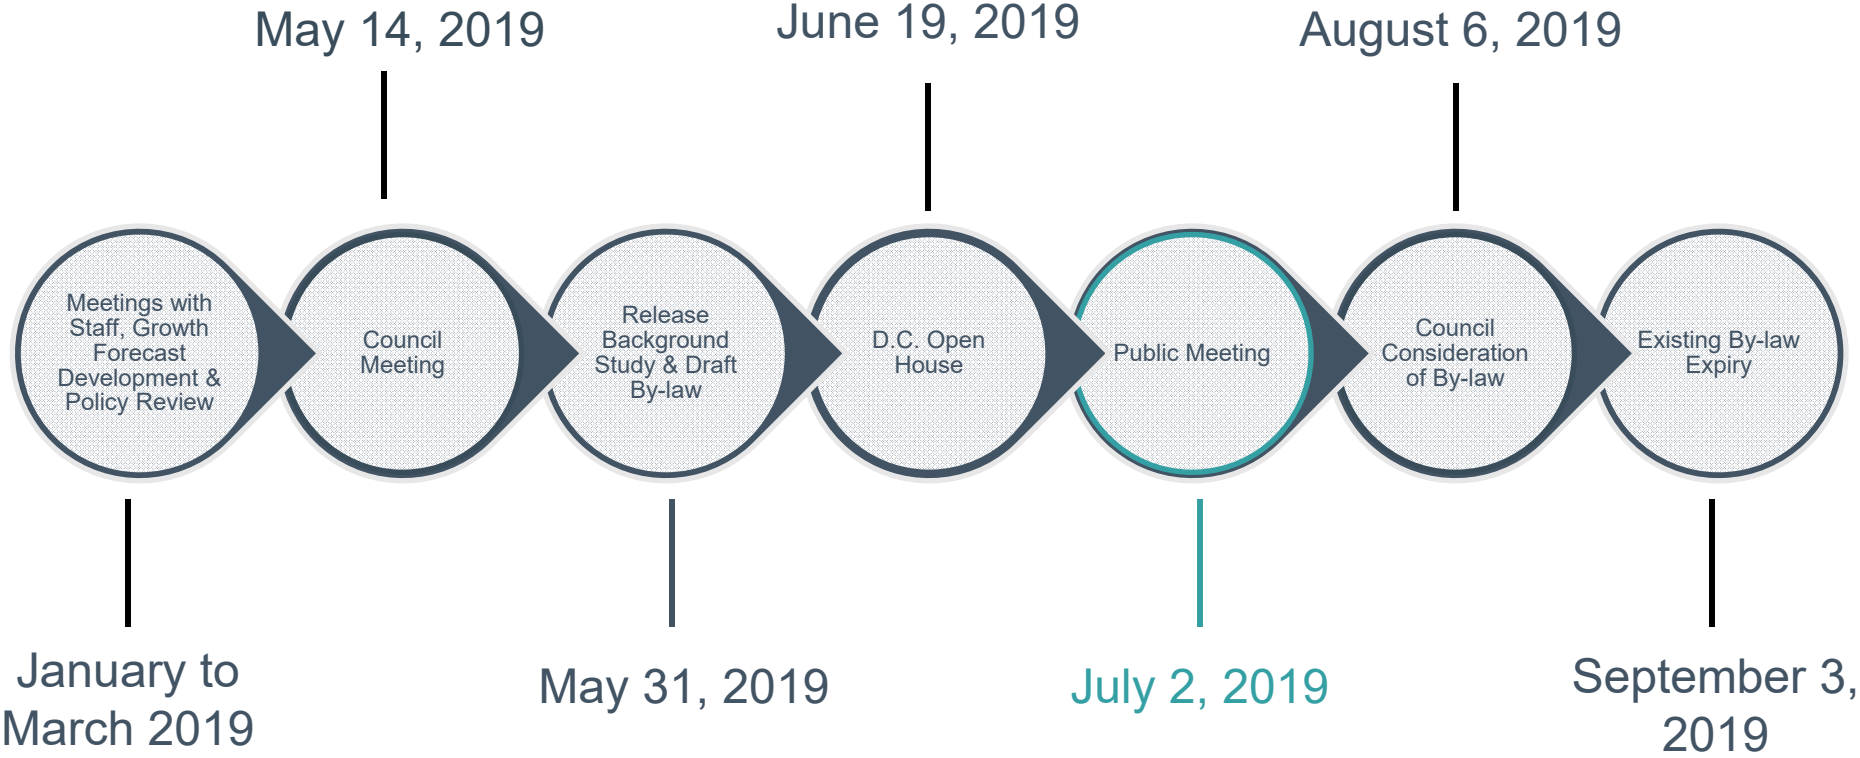 May 14, 2019
June 19, 2019
August 6, 2019
Meetings with
Staff, Growth
Forecast
Development &
Policy Review
Council
Meeting
Release
Background
Study & Draft
By-law
D.C. Open
House
Public Meeting
Council
Consideration
of By-law
Existing By-law
Expiry
January to
March 2019
May 31, 2019
July 2, 2019
September 3,
2019